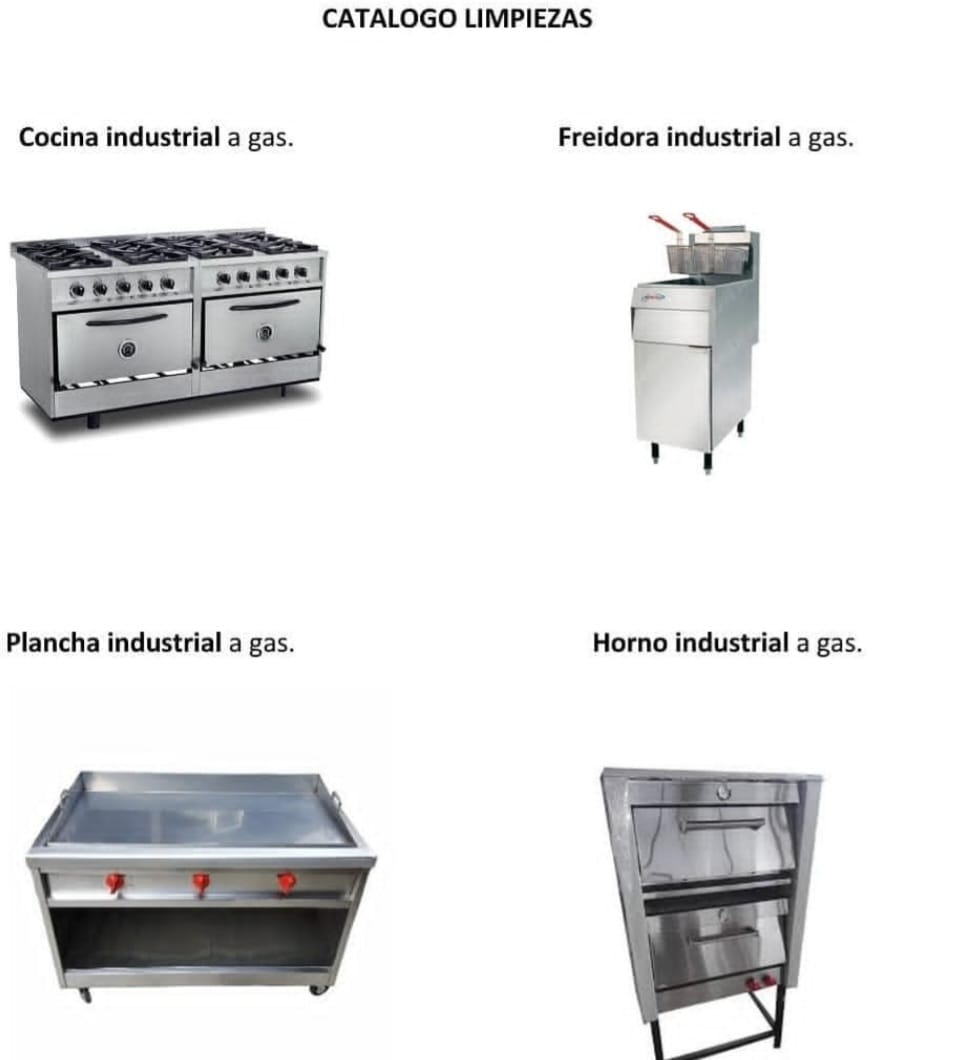 CATALOGO LIMPIEZAS
Cocina industrial a gas.
Freidora industrial a gas.
Plancha industrial a gas.
Horno industrial a gas.